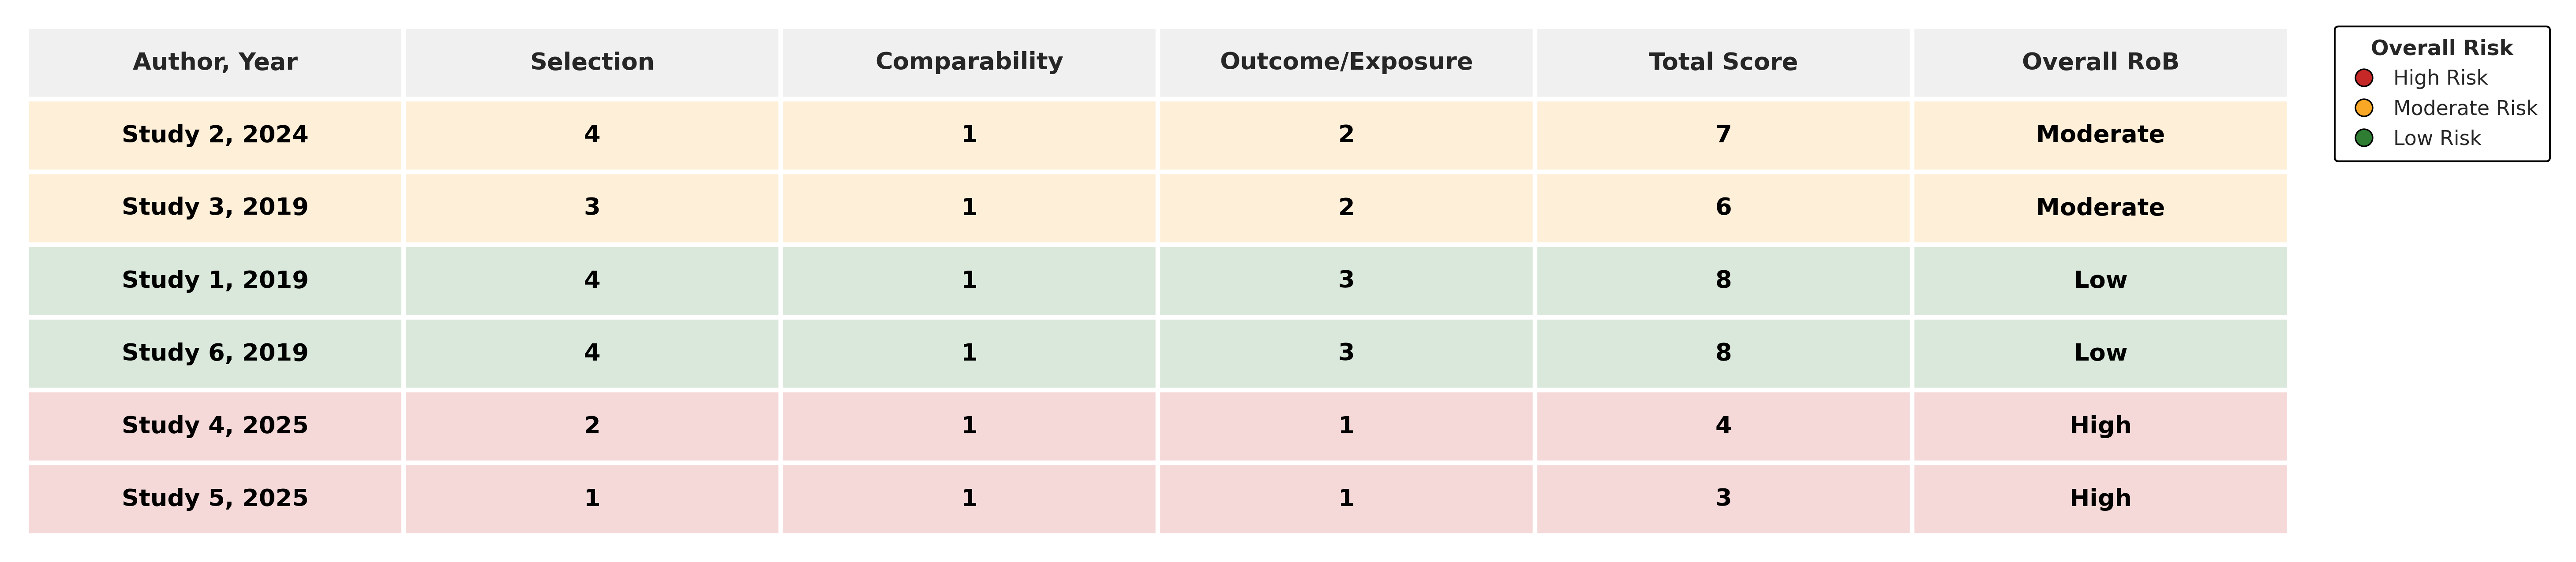 Author, Year Selection Comparability Outcome/Exposure Total Score Overall RoB
Study 2, 2024 4 1 2 7 Moderate
Study 3, 2019 3 1 2 6 Moderate
Study 1, 2019 4 1 3 8 Low
Study 6, 2019 4 1 3 8 Low
Study 4, 2025 2 1 1 4 High
Study 5, 2025 1 1 1 3 High
Overall Risk
High Risk
Moderate Risk
Low Risk